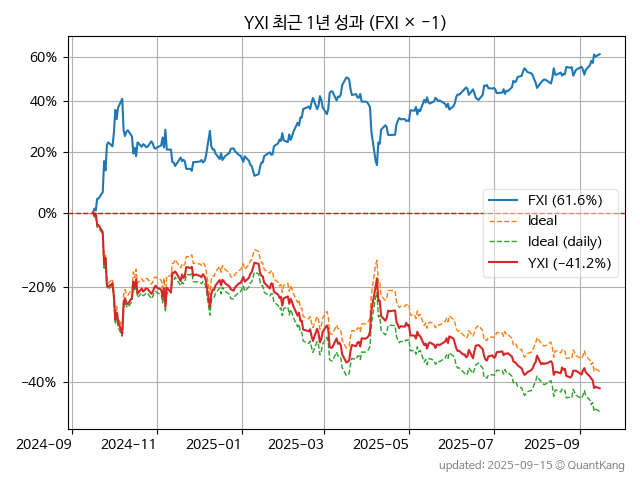 YXI 최근 1년 성과 (FXI × −1)
60%
40%
20%
0%
−20%
−40%
FXI (61.6%)
Ideal
Ideal (daily)
YXI (−41.2%)
2024-09
2024-11
2025-01
2025-03
2025-05
2025-07
2025-09
updated: 2025-09-15 ⓒ QuantKang